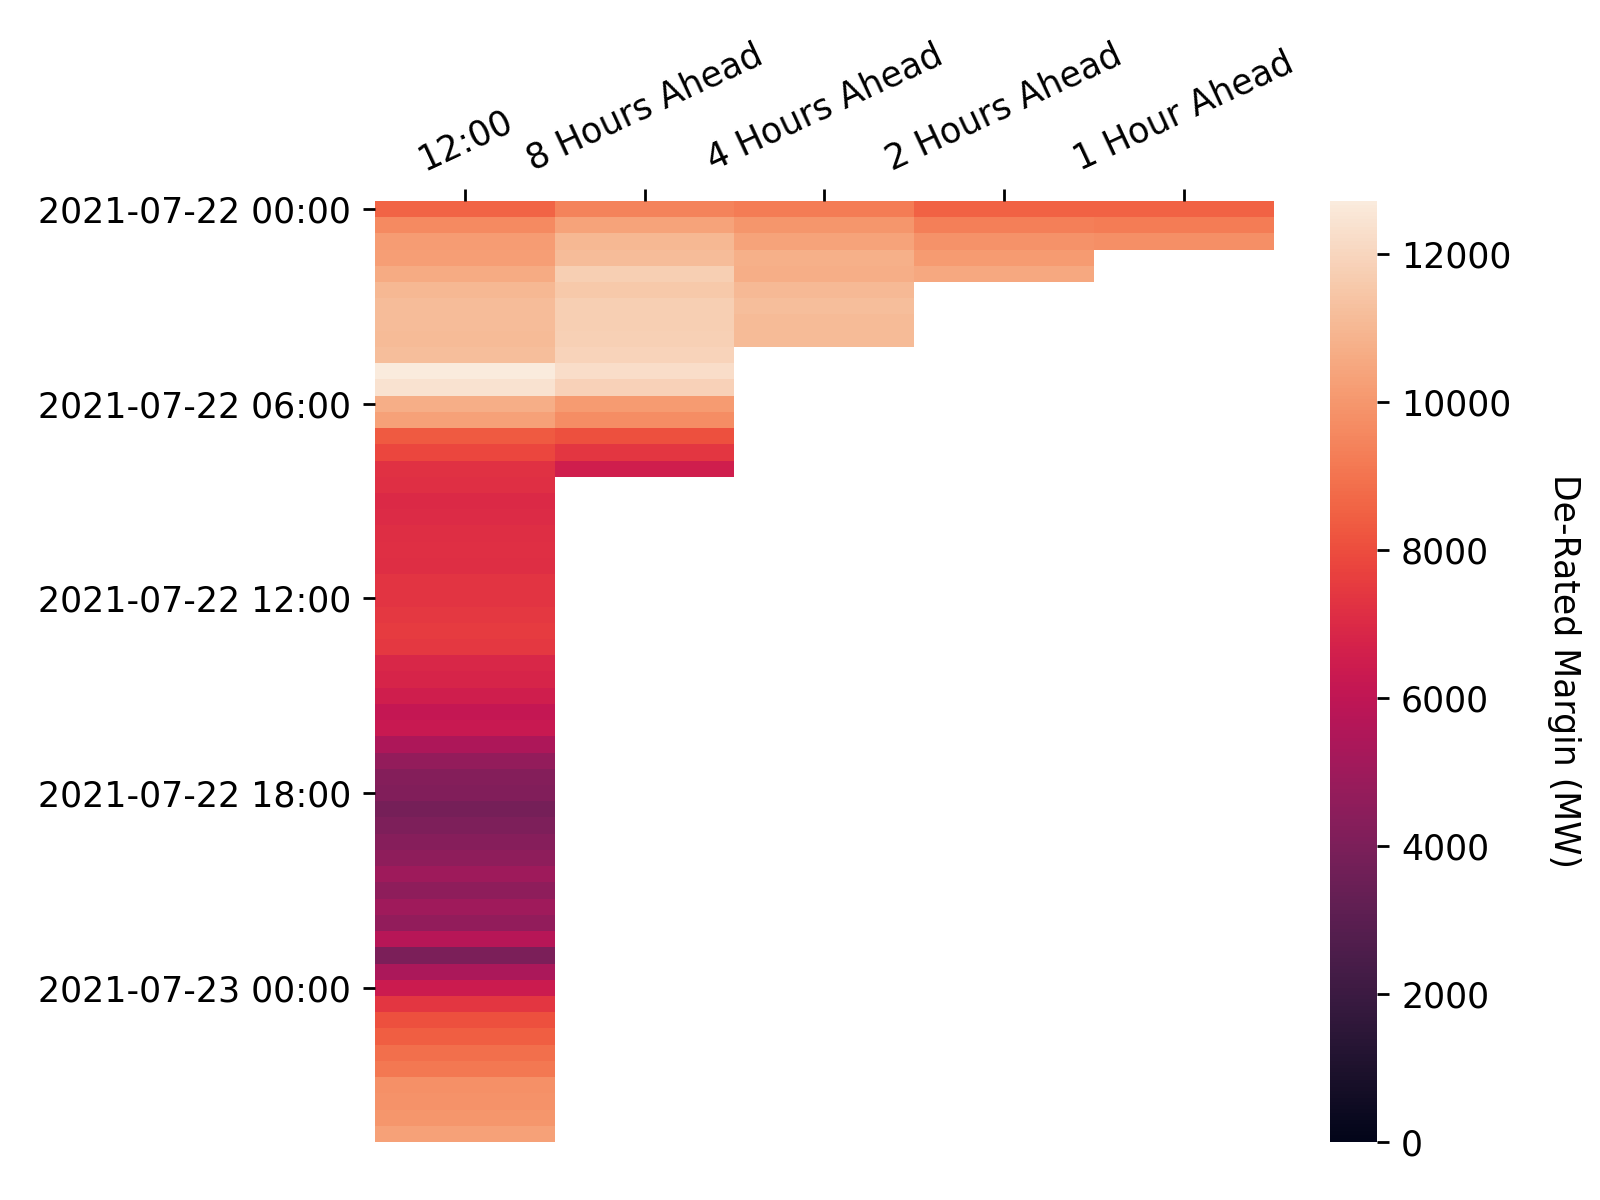 12:00
8 Hours Ahead
4 Hours Ahead
2 Hours Ahead
1 Hour Ahead
2021-07-22 00:00
2021-07-22 06:00
2021-07-22 12:00
2021-07-22 18:00
2021-07-23 00:00
12000
10000
8000
6000
4000
2000
0
De-Rated Margin (MW)